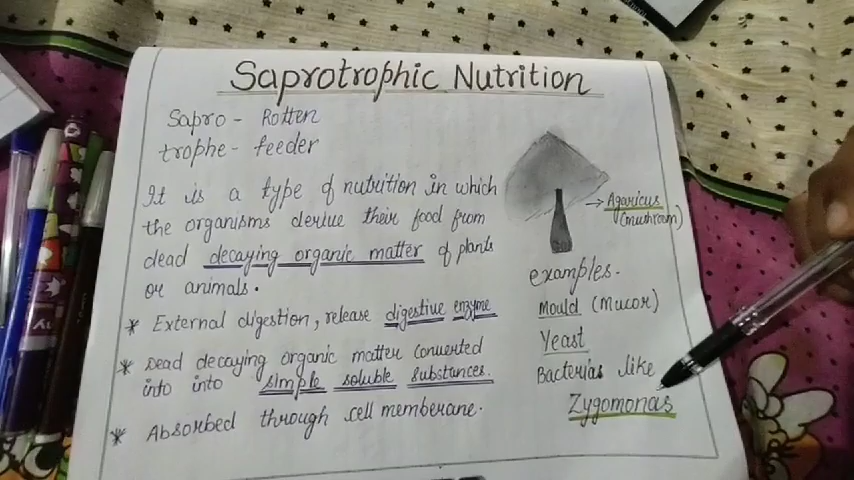 Saprotrophic Nutrition
Sapro - Rotten
trophe - feeder
It is a type of nutrition in which
the organisms derive their food from
dead decaying organic matter of plants
or animals.
* External digestion, release digestive enzyme
* Dead decaying organic matter converted
into into simple soluble substances.
* Absorbed through cell memberane.
→ Agaricus
(mushroom)
examples.
Mould (Mucor)
Yeast
Bacterias like
Zygomonas